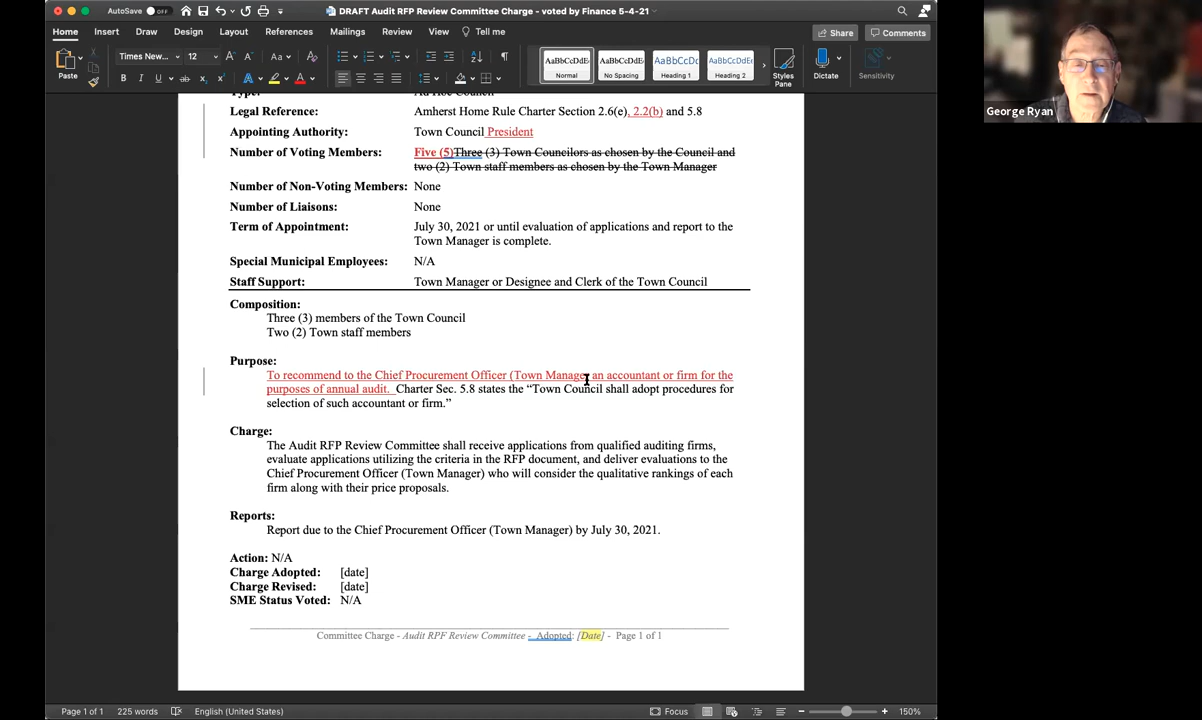 AutoSave OFF DRAFT Audit RFP Review Committee Charge - voted by Finance 5-4-21
Home Insert Draw Design Layout References Mailings Review View Tell me Share Comments
Paste Times New... 12 Aa AaBbCcDdEe Normal AaBbCcDdEe No Spacing AaBbCcDc Heading 1 AaBbCcDdEe Heading 2 Styles Pane Dictate Sensitivity
George Ryan
Legal Reference: Amherst Home Rule Charter Section 2.6(e), 2.2(b) and 5.8
Appointing Authority: Town Council President
Number of Voting Members: Five (5)Three (3) Town Councilors as chosen by the Council and
two (2) Town staff members as chosen by the Town Manager
Number of Non-Voting Members: None
Number of Liaisons: None
Term of Appointment: July 30, 2021 or until evaluation of applications and report to the
Town Manager is complete.
Special Municipal Employees: N/A
Staff Support: Town Manager or Designee and Clerk of the Town Council
Composition:
Three (3) members of the Town Council
Two (2) Town staff members
Purpose:
To recommend to the Chief Procurement Officer (Town Manager an accountant or firm for the
purposes of annual audit. Charter Sec. 5.8 states the “Town Council shall adopt procedures for
selection of such accountant or firm.”
Charge:
The Audit RFP Review Committee shall receive applications from qualified auditing firms,
evaluate applications utilizing the criteria in the RFP document, and deliver evaluations to the
Chief Procurement Officer (Town Manager) who will consider the qualitative rankings of each
firm along with their price proposals.
Reports:
Report due to the Chief Procurement Officer (Town Manager) by July 30, 2021.
Action: N/A
Charge Adopted: [date]
Charge Revised: [date]
SME Status Voted: N/A
Committee Charge - Audit RPF Review Committee - Adopted: [Date] - Page 1 of 1
Page 1 of 1 225 words English (United States) Focus 150%